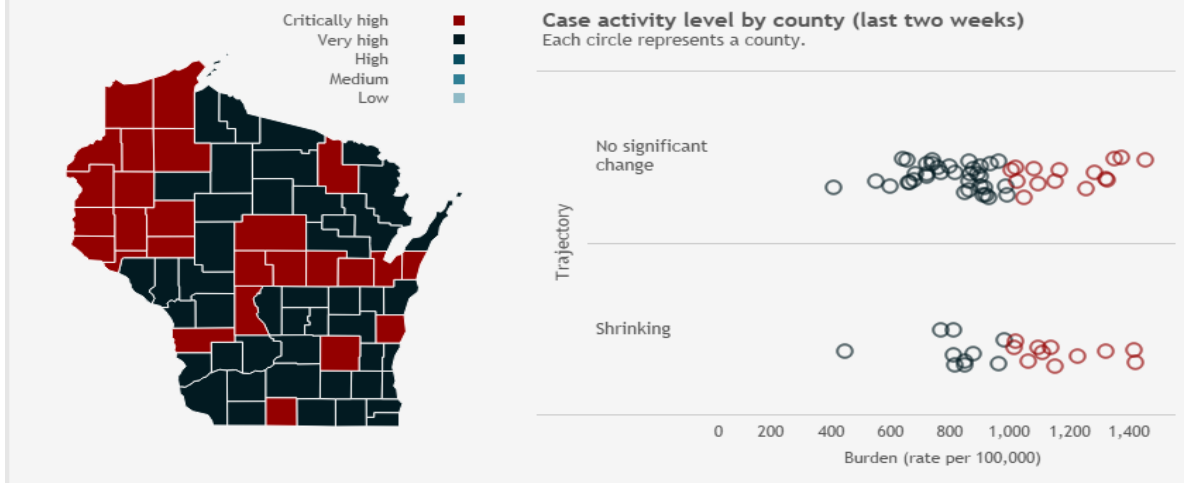 Critically high
Very high
High
Medium
Low
Case activity level by county (last two weeks)
Each circle represents a county.
No significant
change
Trajectory
Shrinking
0 200 400 600 800 1,000 1,200 1,400
Burden (rate per 100,000)